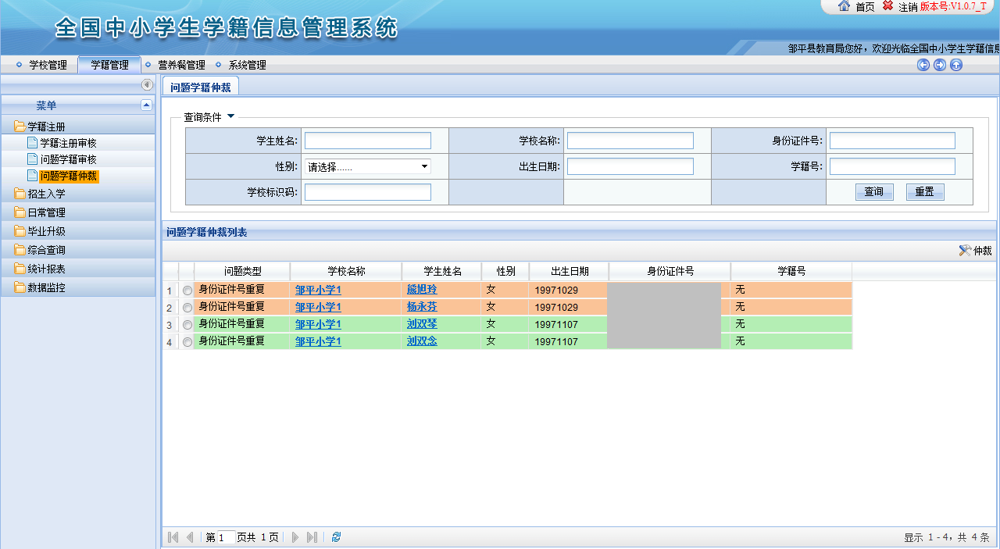 首页 注销 版本号:V1.0.7_T
全国中小学生学籍信息管理系统
邹平县教育局您好，欢迎光临全国中小学生学籍信息
学校管理 学籍管理 营养餐管理 系统管理
问题学籍仲裁
菜单
学籍注册
学籍注册审核
问题学籍审核
问题学籍仲裁
招生入学
日常管理
毕业升级
综合查询
统计报表
数据监控
查询条件
学生姓名: 学校名称: 身份证件号:
性别: 请选择...... 出生日期: 学籍号:
学校标识码: 查询 重置
问题学籍仲裁列表
仲裁
问题类型 学校名称 学生姓名 性别 出生日期 身份证件号 学籍号
1 身份证件号重复 邹平小学1 熊旭玲 女 19971029 无
2 身份证件号重复 邹平小学1 杨永芬 女 19971029 无
3 身份证件号重复 邹平小学1 刘双琴 女 19971107 无
4 身份证件号重复 邹平小学1 刘双念 女 19971107 无
第 1 页共 1 页
显示 1 - 4，共 4 条